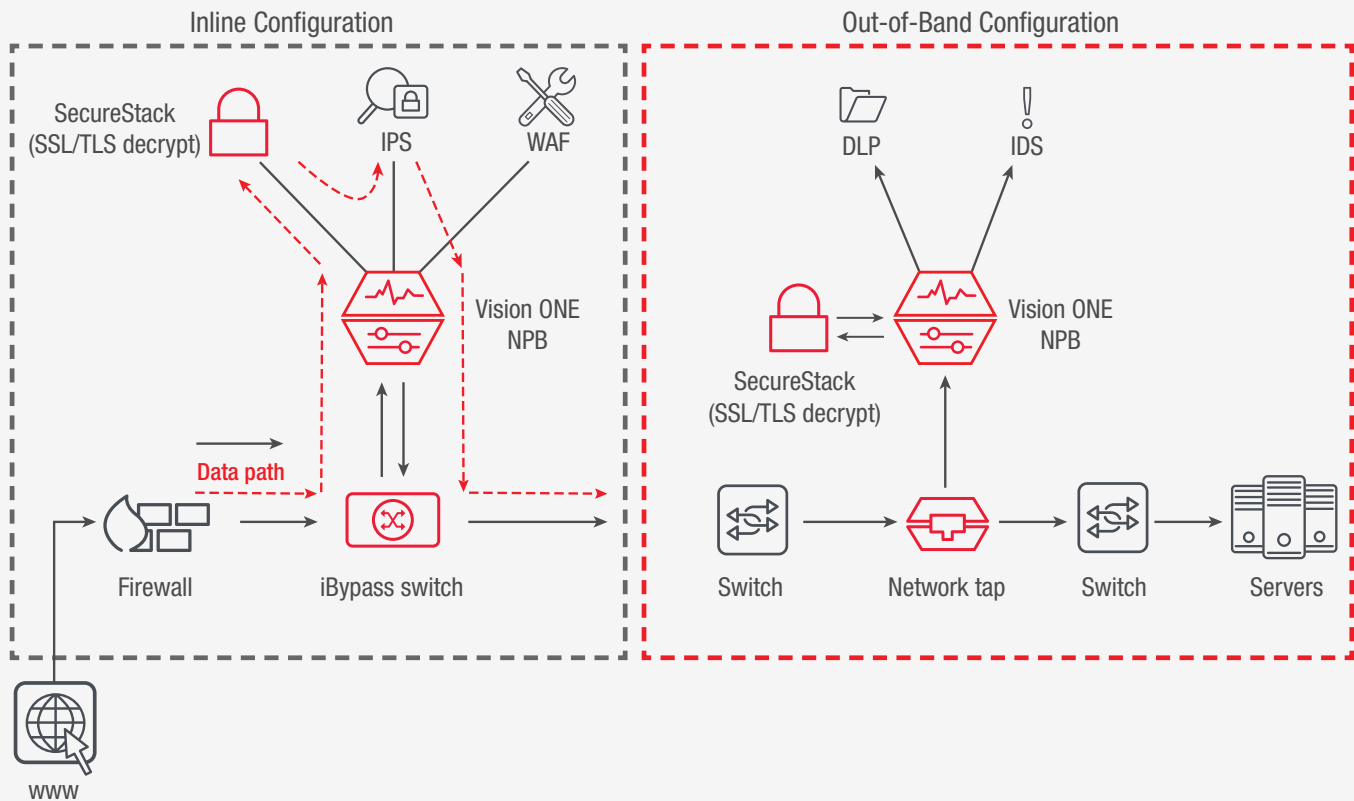 Inline Configuration
Out-of-Band Configuration
SecureStack
(SSL/TLS decrypt)
IPS
WAF
Vision ONE
NPB
Data path
Firewall
iBypass switch
www
DLP
IDS
Vision ONE
NPB
SecureStack
(SSL/TLS decrypt)
Switch
Network tap
Switch
Servers